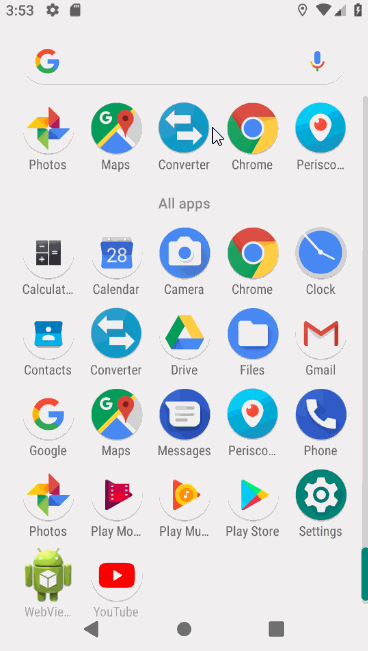 3:53
G
Photos Maps Converter Chrome Perisco...
All apps
28
Calculat... Calendar Camera Chrome Clock
Contacts Converter Drive Files Gmail
G G
Google Maps Messages Perisco... Phone
Photos Play Mo... Play Mu... Play Store Settings
WebVie... YouTube